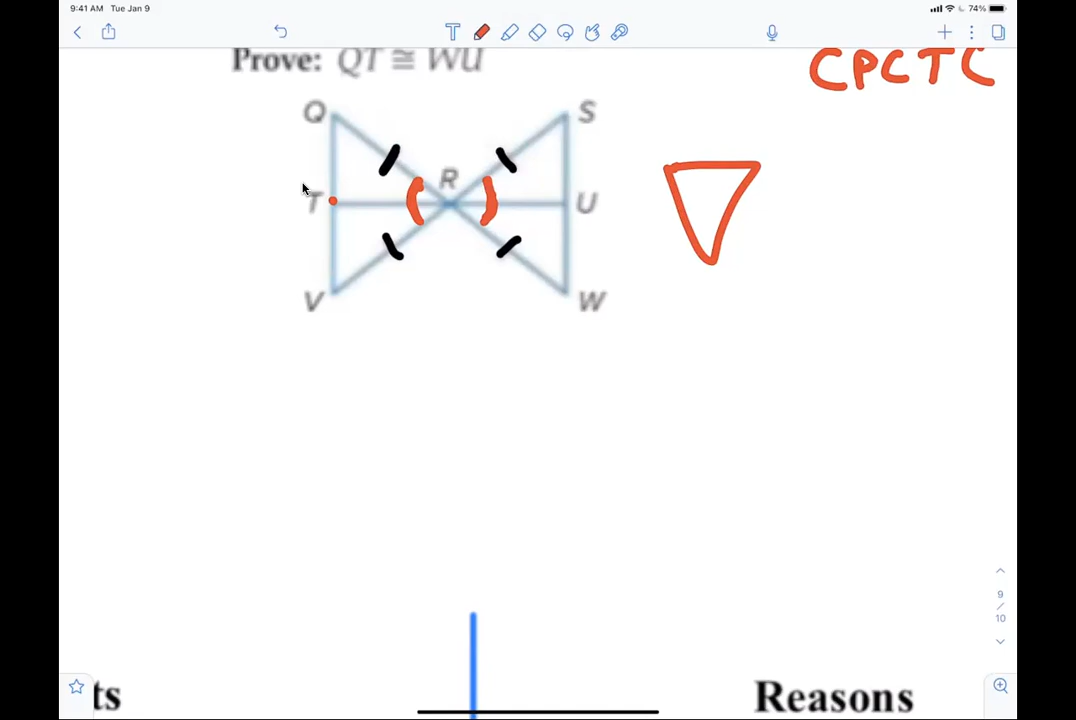 9:41 AM Tue Jan 9
74%
T
Prove: QT ≅ WU
CPCTC
Q
S
R
T
U
V
W
9
/
10
ts
Reasons